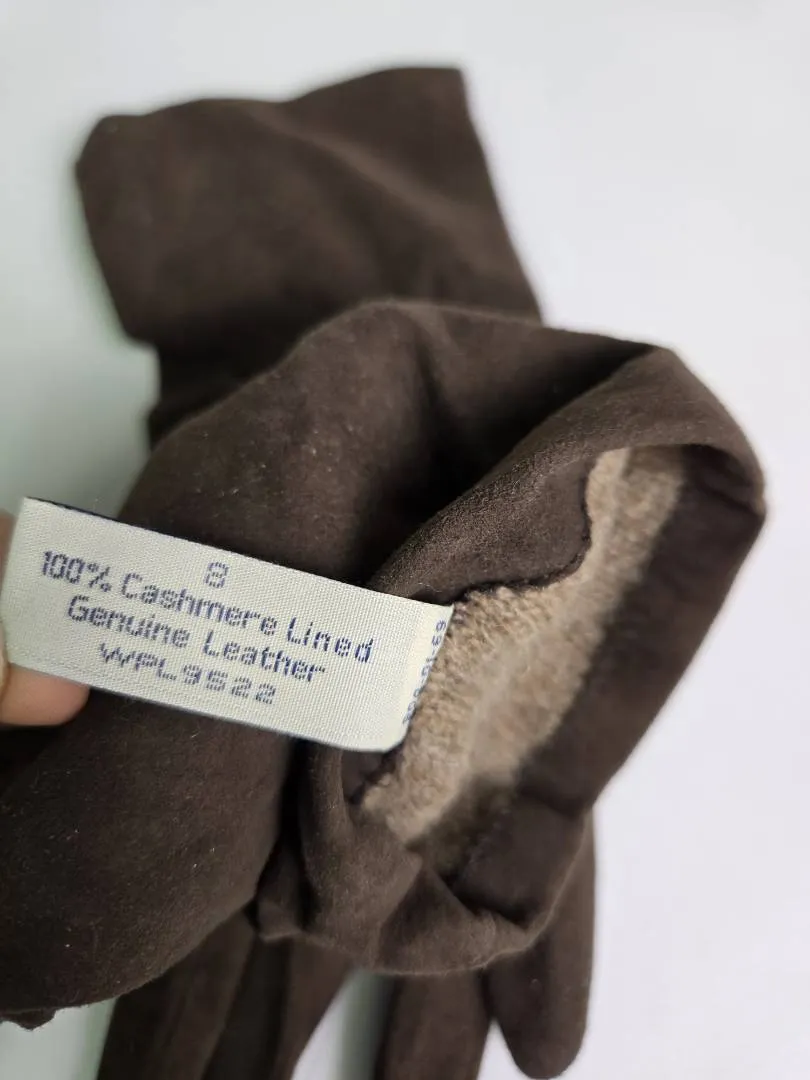 8
100% Cashmere Lined
Genuine Leather
WPL9522